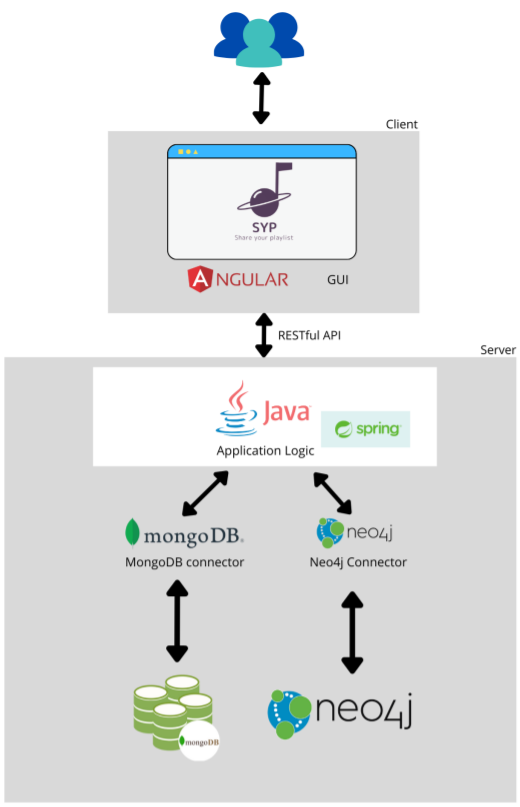 Client
SYP
Share your playlist
ANGULAR
GUI
RESTful API
Server
Java
spring
Application Logic
mongoDB.
neo4j
MongoDB connector
Neo4j Connector
mongoDB
neo4j